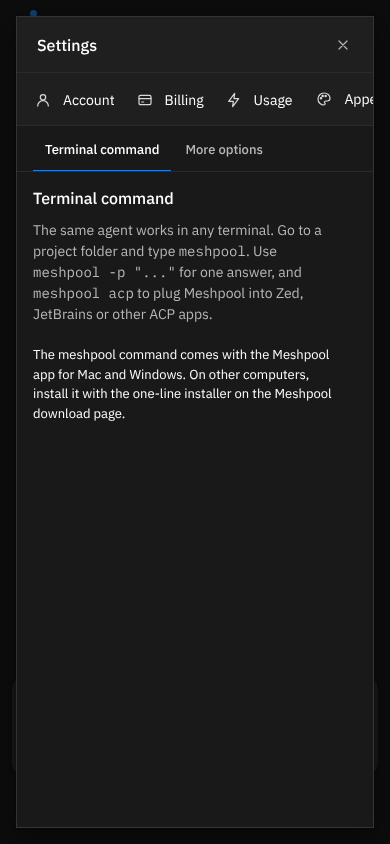 Settings
Account Billing Usage Appe
Terminal command More options
Terminal command
The same agent works in any terminal. Go to a
project folder and type meshpool. Use
meshpool -p "..." for one answer, and
meshpool acp to plug Meshpool into Zed,
JetBrains or other ACP apps.
The meshpool command comes with the Meshpool
app for Mac and Windows. On other computers,
install it with the one-line installer on the Meshpool
download page.